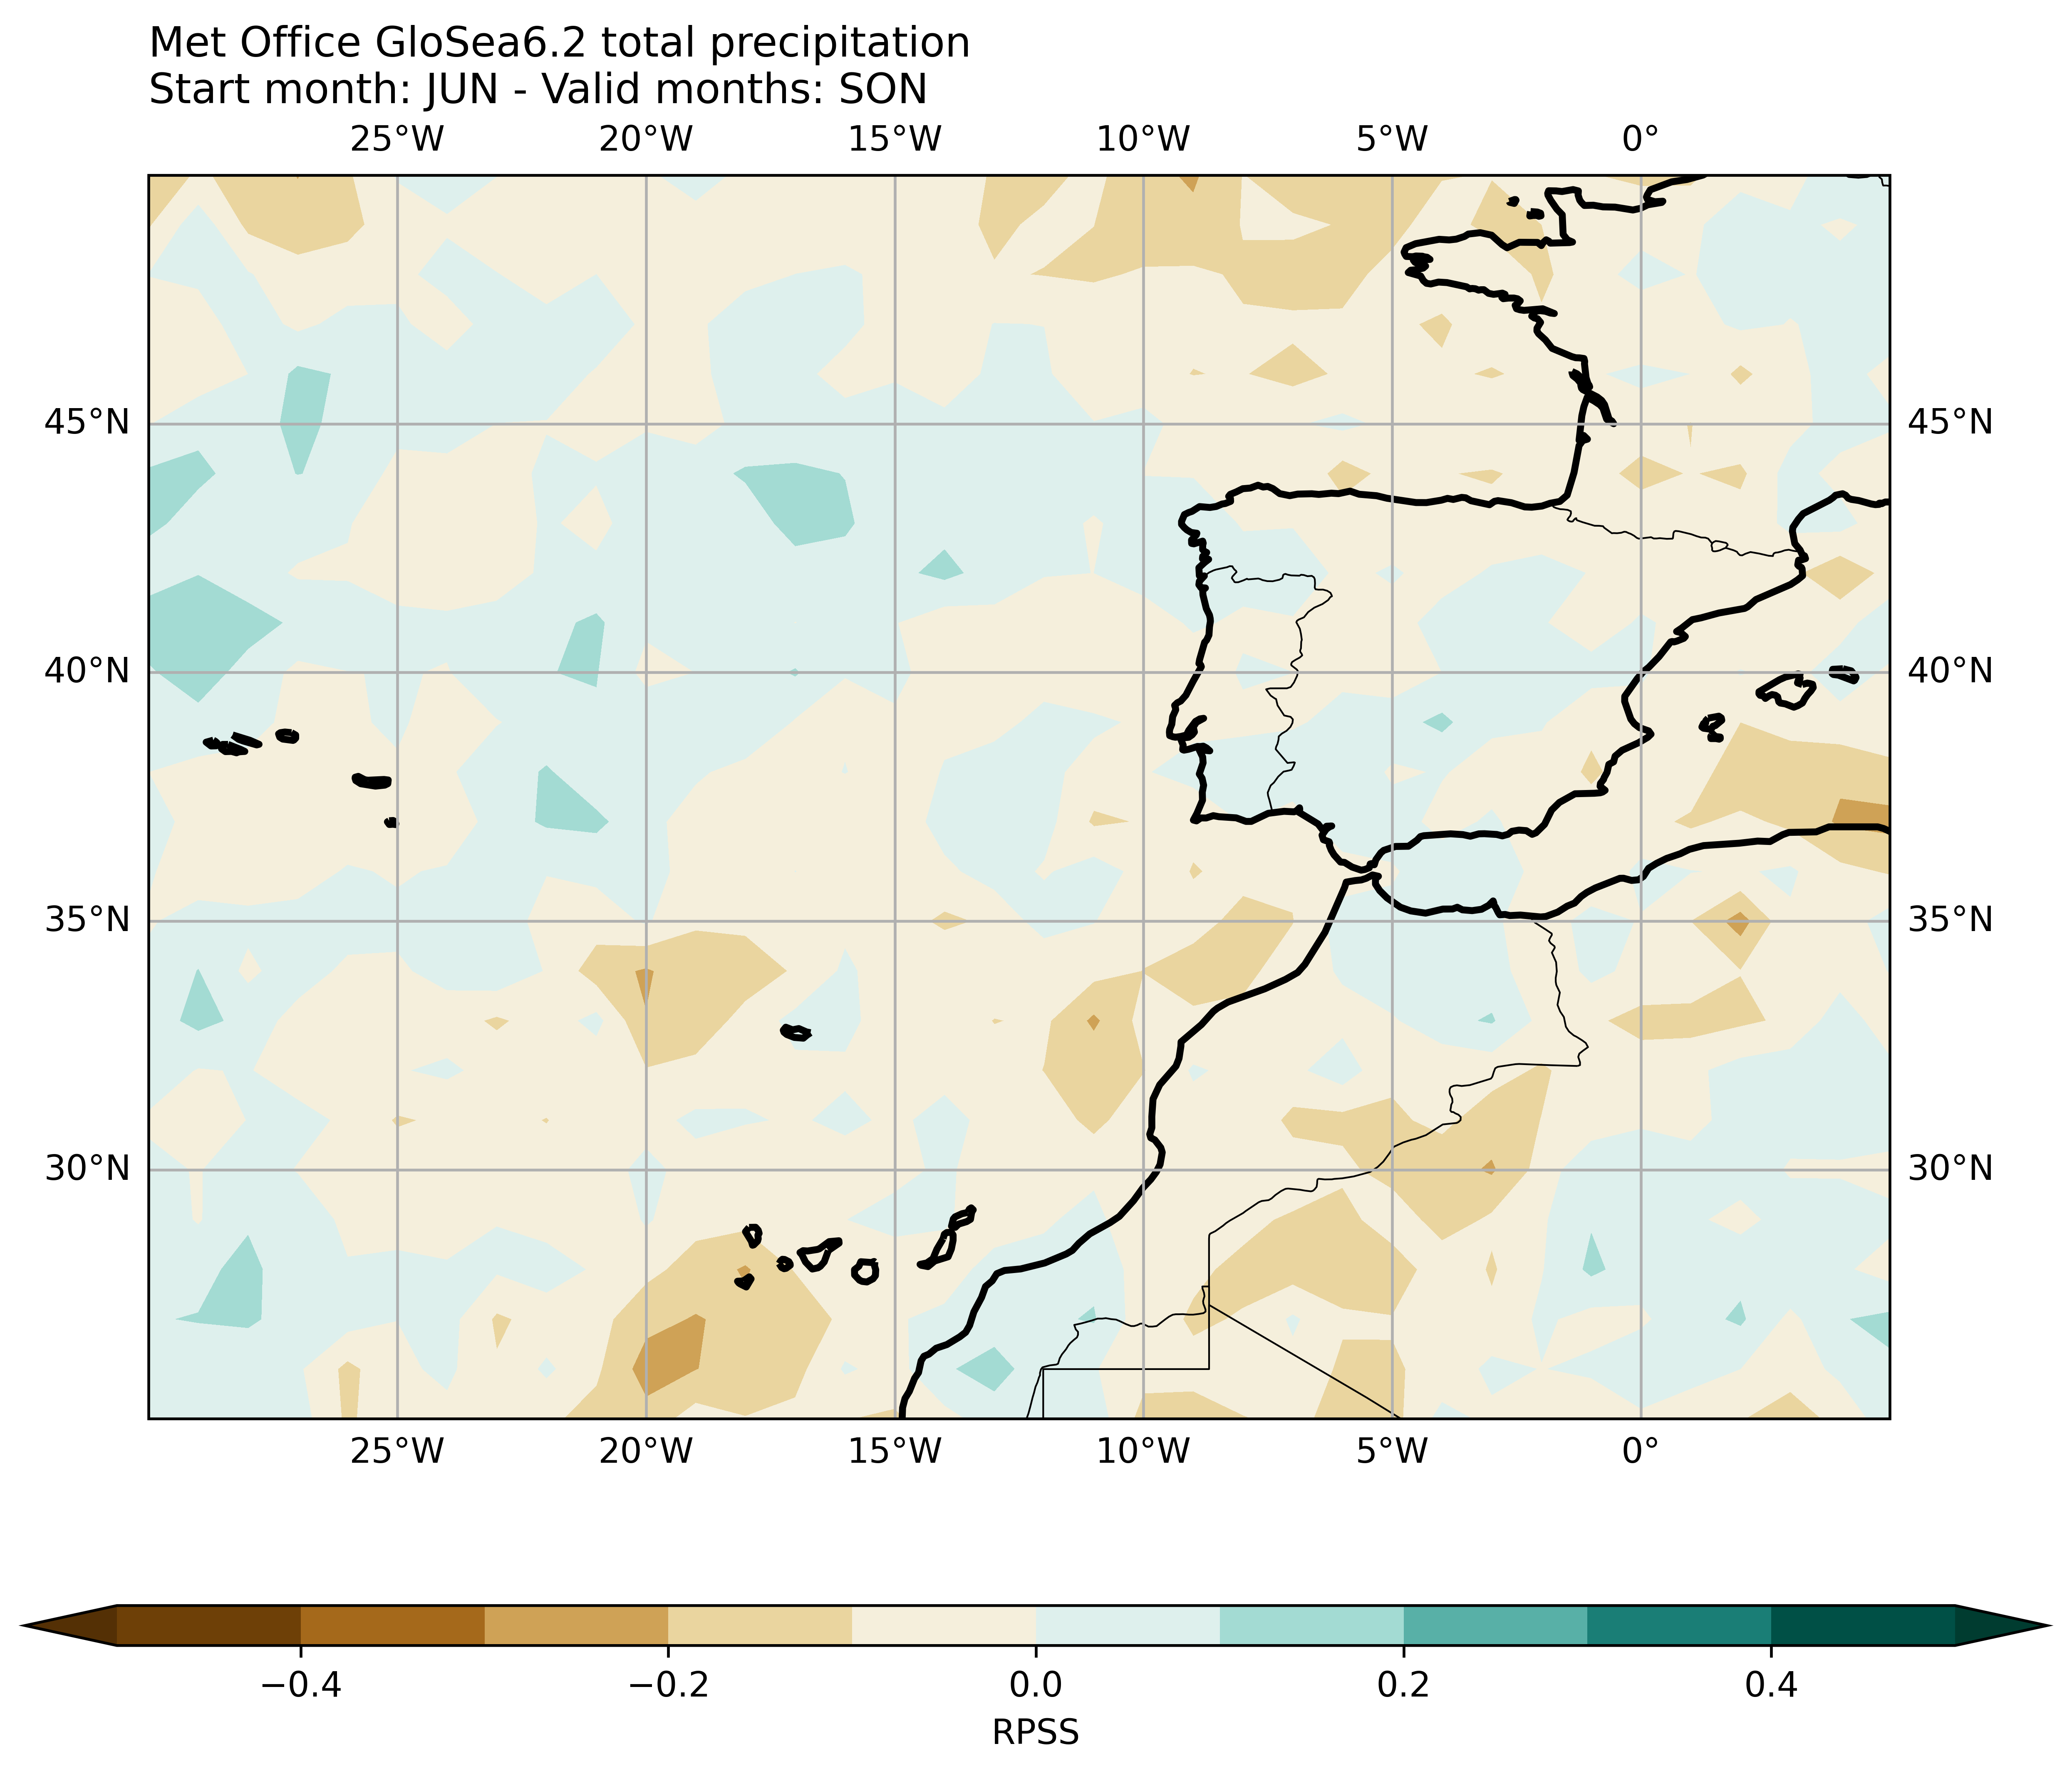 Met Office GloSea6.2 total precipitation
Start month: JUN - Valid months: SON
25°W 20°W 15°W 10°W 5°W 0°
45°N 45°N
40°N 40°N
35°N 35°N
30°N 30°N
25°W 20°W 15°W 10°W 5°W 0°
−0.4 −0.2 0.0 0.2 0.4
RPSS